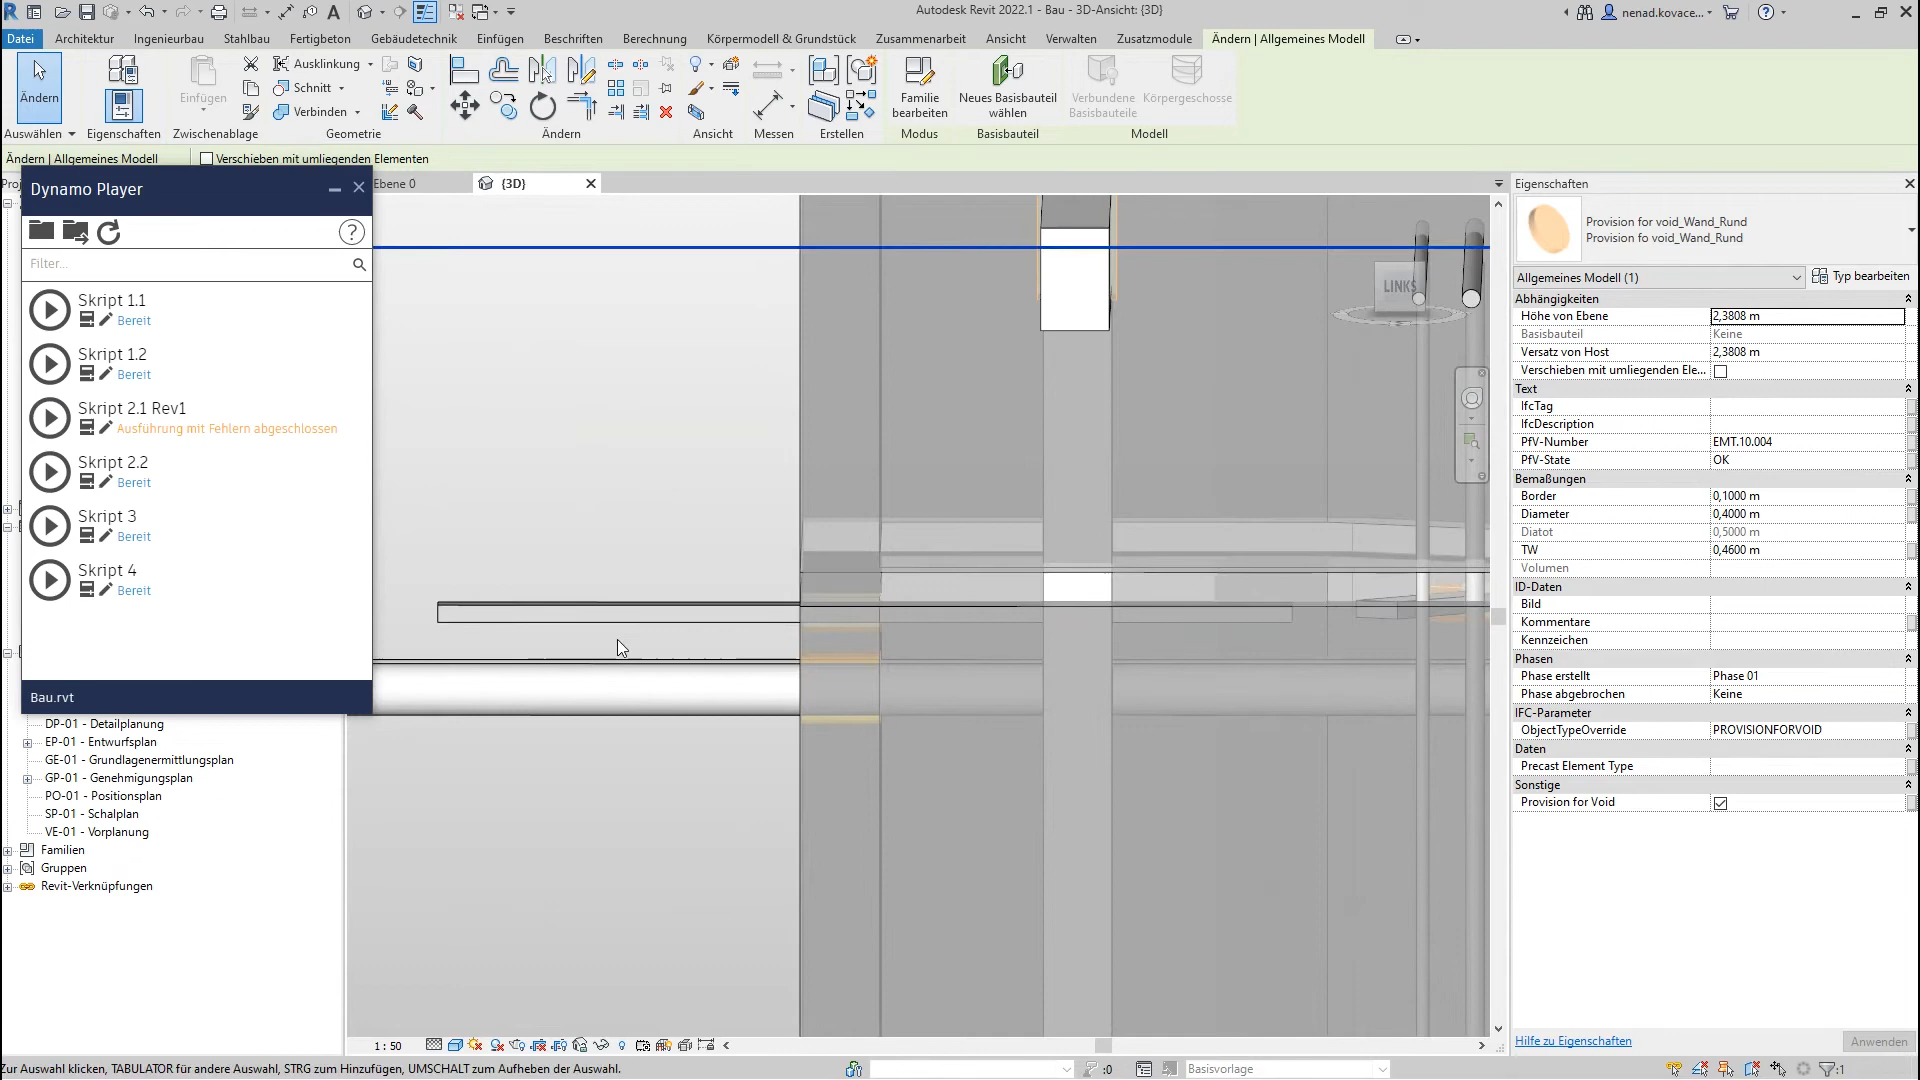 Autodesk Revit 2022.1 - Bau - 3D-Ansicht: {3D}
nenad.kovace...
Datei Architektur Ingenieurbau Stahlbau Fertigbeton Gebäudetechnik Einfügen Beschriften Berechnung Körpermodell & Grundstück Zusammenarbeit Ansicht Verwalten Zusatzmodule Ändern | Allgemeines Modell
Ändern
Einfügen
Ausklinkung
Schnitt
Verbinden
Familie bearbeiten
Neues Basisbauteil wählen
Verbundene Basisbauteile
Körpergeschosse
Auswählen Eigenschaften Zwischenablage Geometrie Ändern Ansicht Messen Erstellen Modus Basisbauteil Modell
Ändern | Allgemeines Modell
Verschieben mit umliegenden Elementen
Proj
Dynamo Player
Filter...
Skript 1.1
Bereit
Skript 1.2
Bereit
Skript 2.1 Rev1
Ausführung mit Fehlern abgeschlossen
Skript 2.2
Bereit
Skript 3
Bereit
Skript 4
Bereit
Bau.rvt
DP-01 - Detailplanung
EP-01 - Entwurfsplan
GE-01 - Grundlagenermittlungsplan
GP-01 - Genehmigungsplan
PO-01 - Positionsplan
SP-01 - Schalplan
VE-01 - Vorplanung
Familien
Gruppen
Revit-Verknüpfungen
Ebene 0
{3D}
LINKS
1 : 50
Eigenschaften
Provision for void_Wand_Rund
Provision fo void_Wand_Rund
Allgemeines Modell (1)
Typ bearbeiten
Abhängigkeiten
Höhe von Ebene 2,3808 m
Basisbauteil Keine
Versatz von Host 2,3808 m
Verschieben mit umliegenden Ele...
Text
IfcTag
IfcDescription
PfV-Number EMT.10.004
PfV-State OK
Bemaßungen
Border 0,1000 m
Diameter 0,4000 m
Diatot 0,5000 m
TW 0,4600 m
Volumen
ID-Daten
Bild
Kommentare
Kennzeichen
Phasen
Phase erstellt Phase 01
Phase abgebrochen Keine
IFC-Parameter
ObjectTypeOverride PROVISIONFORVOID
Daten
Precast Element Type
Sonstige
Provision for Void
Hilfe zu Eigenschaften
Anwenden
Zur Auswahl klicken, TABULATOR für andere Auswahl, STRG zum Hinzufügen, UMSCHALT zum Aufheben der Auswahl.
:0
Basisvorlage
:1